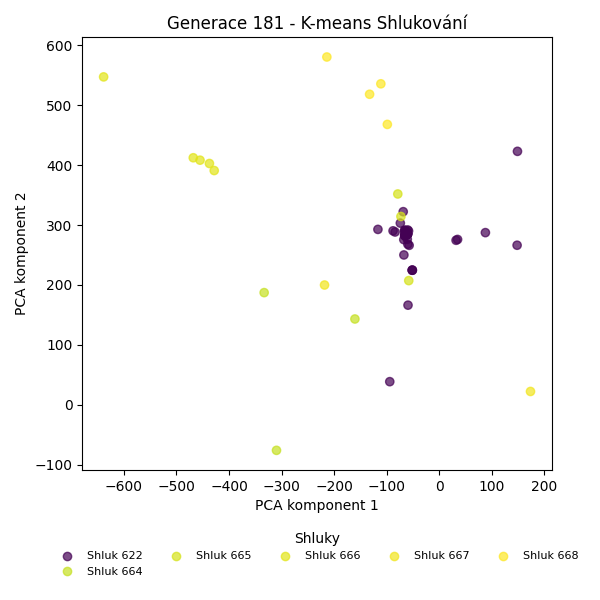 Generace 181 - K-means Shlukování
PCA komponent 2
600
500
400
300
200
100
0
−100
−600 −500 −400 −300 −200 −100 0 100 200
PCA komponent 1
Shluky
Shluk 622 Shluk 665 Shluk 666 Shluk 667 Shluk 668
Shluk 664